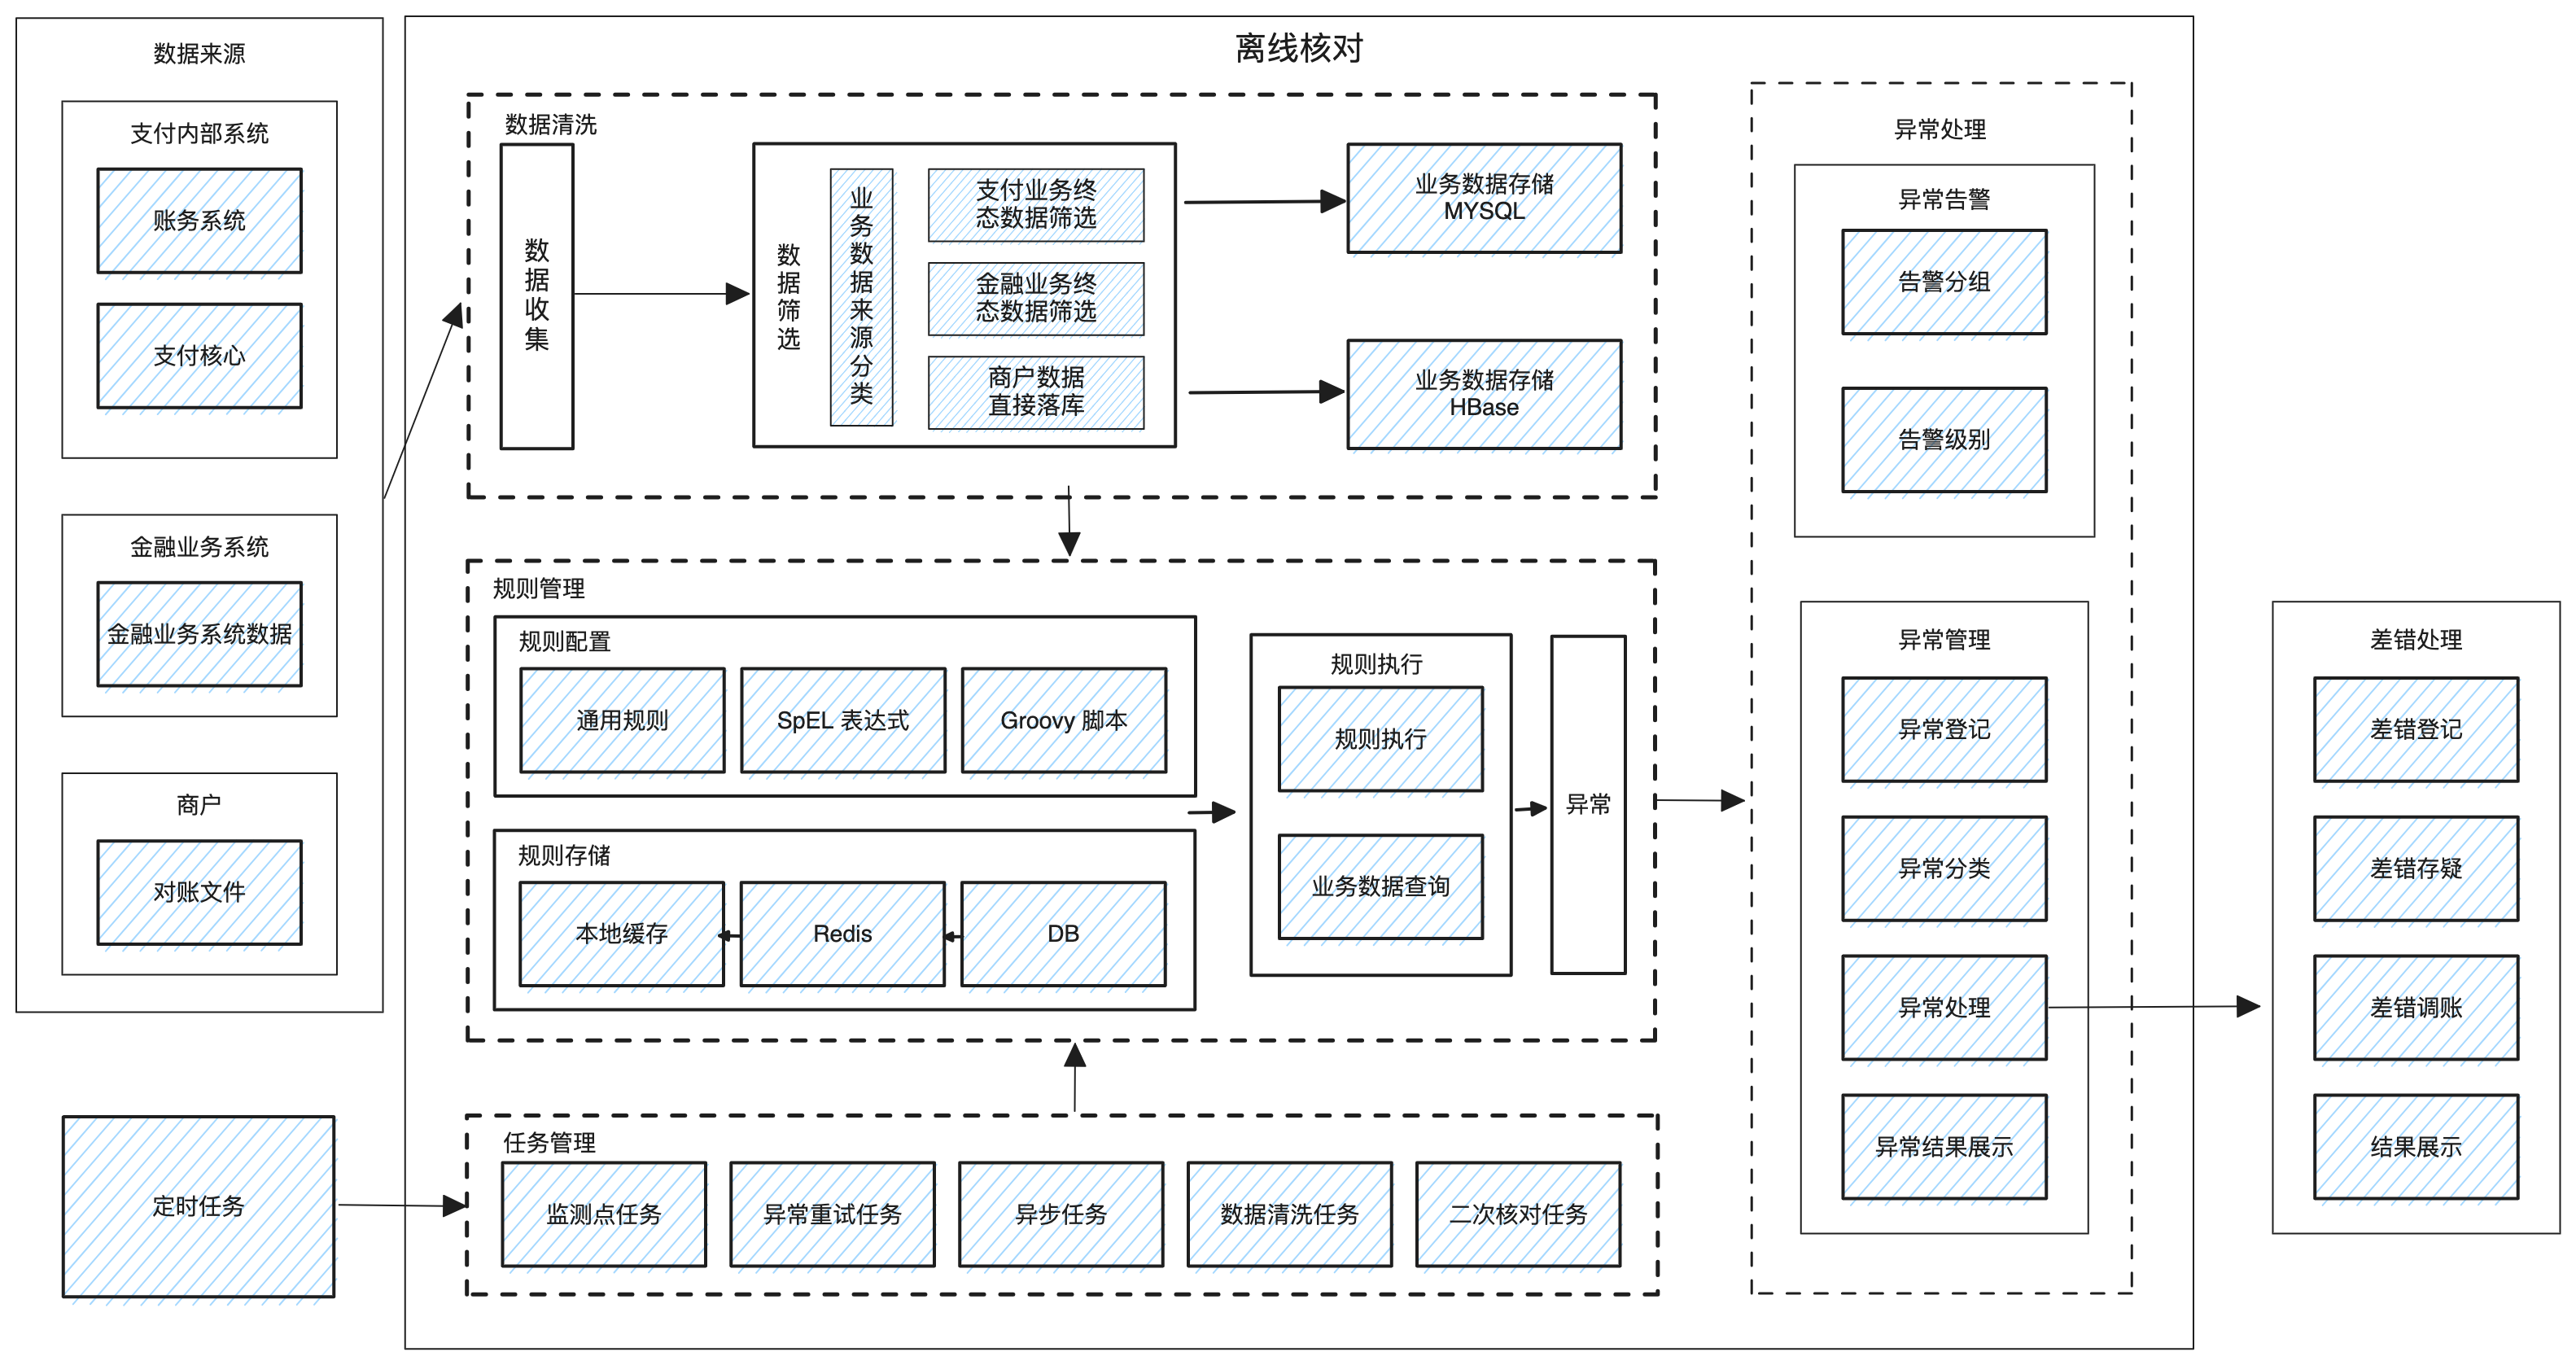 数据来源
支付内部系统
账务系统
支付核心
金融业务系统
金融业务系统数据
商户
对账文件
定时任务
离线核对
数据清洗
数据收集
数据筛选
业务数据来源分类
支付业务终
态数据筛选
金融业务终
态数据筛选
商户数据
直接落库
业务数据存储
MYSQL
业务数据存储
HBase
规则管理
规则配置
通用规则
SpEL 表达式
Groovy 脚本
规则存储
本地缓存
Redis
DB
规则执行
规则执行
业务数据查询
异常
任务管理
监测点任务
异常重试任务
异步任务
数据清洗任务
二次核对任务
异常处理
异常告警
告警分组
告警级别
异常管理
异常登记
异常分类
异常处理
异常结果展示
差错处理
差错登记
差错存疑
差错调账
结果展示